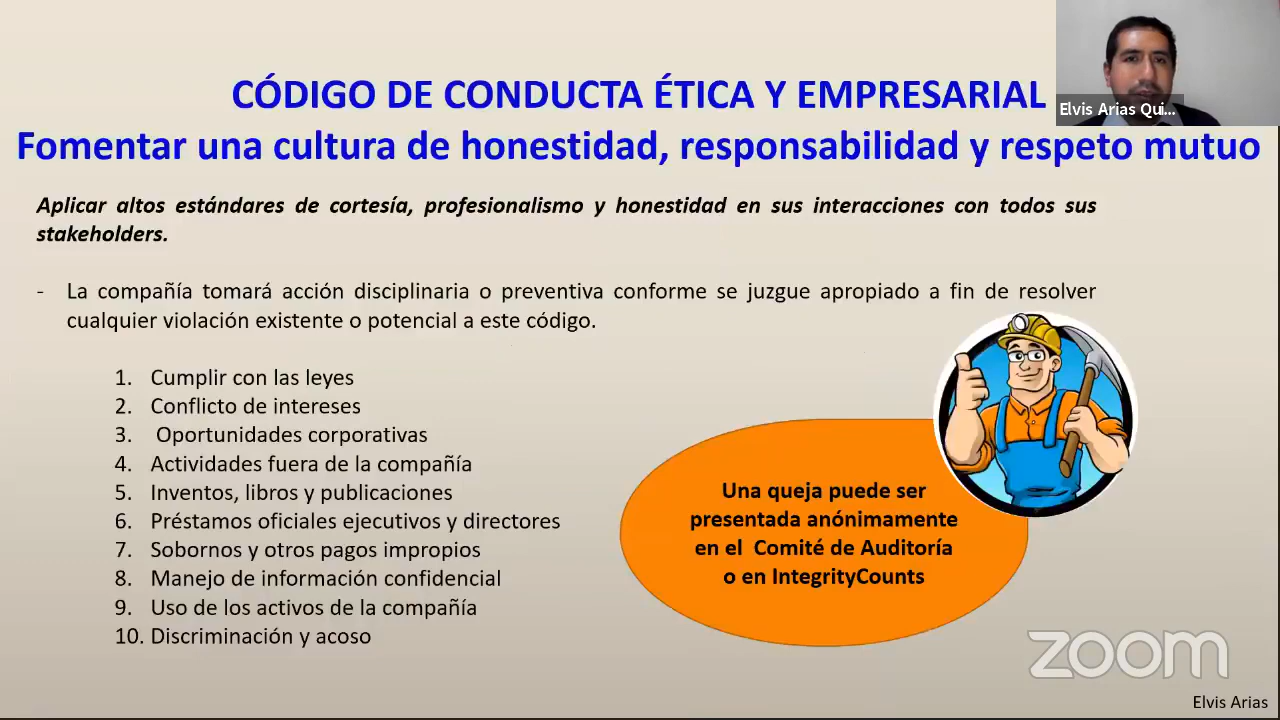 CÓDIGO DE CONDUCTA ÉTICA Y EMPRESARIAL
Elvis Arias Qui...
Fomentar una cultura de honestidad, responsabilidad y respeto mutuo
Aplicar altos estándares de cortesía, profesionalismo y honestidad en sus interacciones con todos sus
stakeholders.
- La compañía tomará acción disciplinaria o preventiva conforme se juzgue apropiado a fin de resolver
cualquier violación existente o potencial a este código.
1. Cumplir con las leyes
2. Conflicto de intereses
3. Oportunidades corporativas
4. Actividades fuera de la compañía
5. Inventos, libros y publicaciones
6. Préstamos oficiales ejecutivos y directores
7. Sobornos y otros pagos impropios
8. Manejo de información confidencial
9. Uso de los activos de la compañía
10. Discriminación y acoso
Una queja puede ser
presentada anónimamente
en el Comité de Auditoría
o en IntegrityCounts
zoom
Elvis Arias